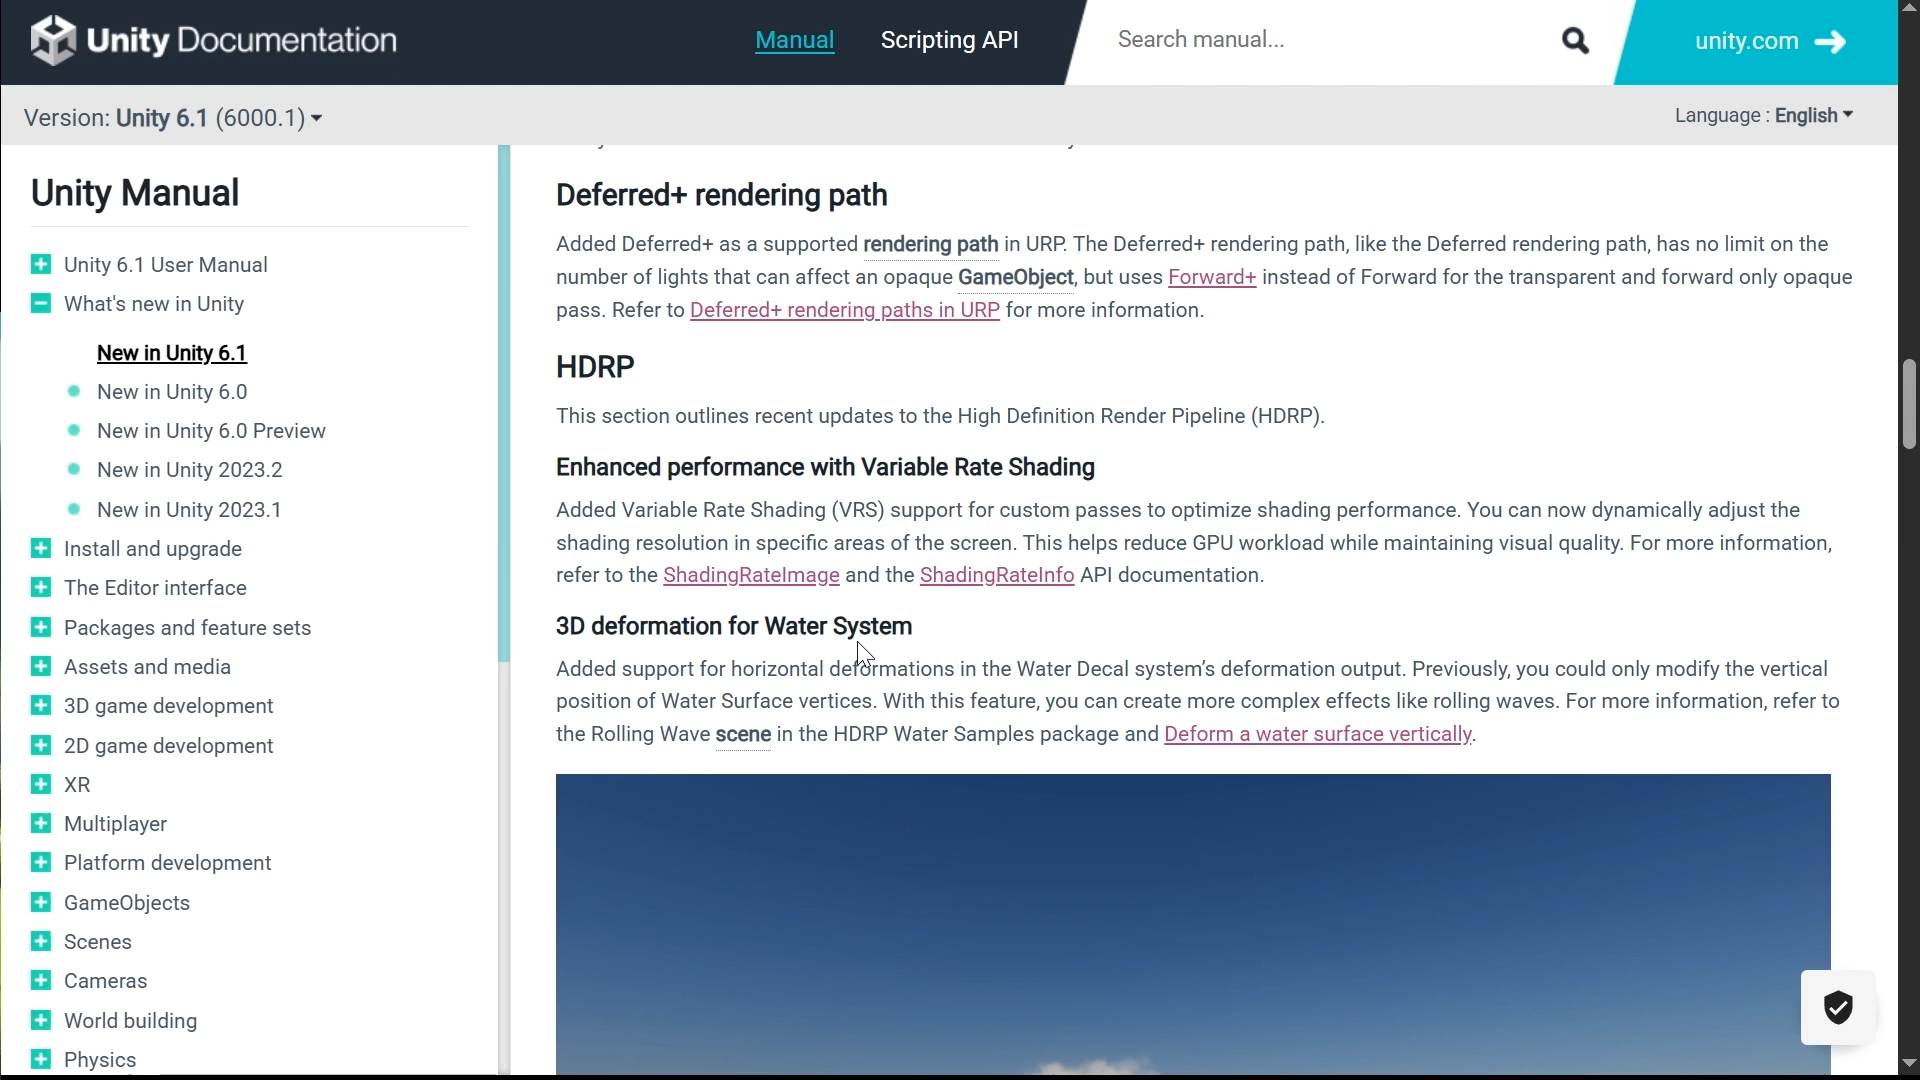 Unity Documentation
Manual
Scripting API
Search manual...
unity.com
Version: Unity 6.1 (6000.1)
Language : English
Unity Manual
Unity 6.1 User Manual
What's new in Unity
New in Unity 6.1
New in Unity 6.0
New in Unity 6.0 Preview
New in Unity 2023.2
New in Unity 2023.1
Install and upgrade
The Editor interface
Packages and feature sets
Assets and media
3D game development
2D game development
XR
Multiplayer
Platform development
GameObjects
Scenes
Cameras
World building
Physics
Deferred+ rendering path
Added Deferred+ as a supported rendering path in URP. The Deferred+ rendering path, like the Deferred rendering path, has no limit on the
number of lights that can affect an opaque GameObject, but uses Forward+ instead of Forward for the transparent and forward only opaque
pass. Refer to Deferred+ rendering paths in URP for more information.
HDRP
This section outlines recent updates to the High Definition Render Pipeline (HDRP).
Enhanced performance with Variable Rate Shading
Added Variable Rate Shading (VRS) support for custom passes to optimize shading performance. You can now dynamically adjust the
shading resolution in specific areas of the screen. This helps reduce GPU workload while maintaining visual quality. For more information,
refer to the ShadingRateImage and the ShadingRateInfo API documentation.
3D deformation for Water System
Added support for horizontal deformations in the Water Decal system’s deformation output. Previously, you could only modify the vertical
position of Water Surface vertices. With this feature, you can create more complex effects like rolling waves. For more information, refer to
the Rolling Wave scene in the HDRP Water Samples package and Deform a water surface vertically.